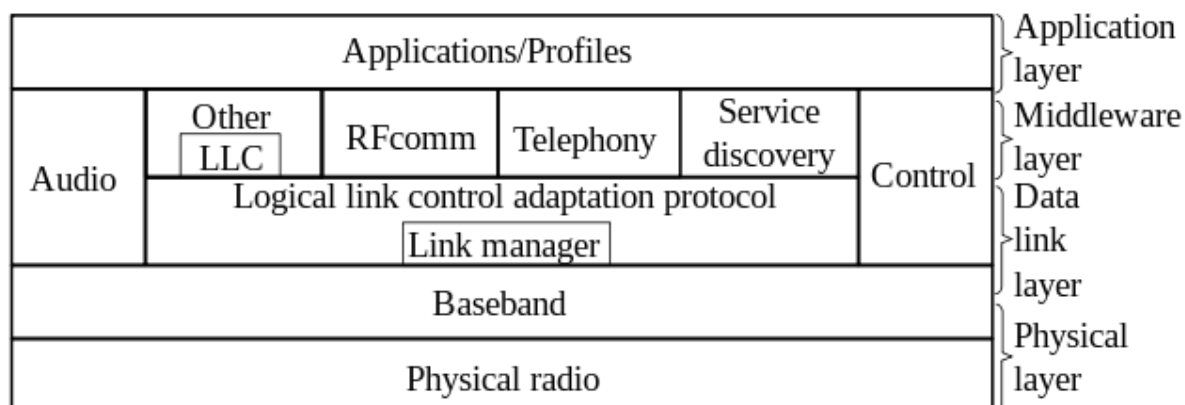 Applications/Profiles
Application
layer
Audio
Other
LLC
RFcomm
Telephony
Service
discovery
Control
Middleware
layer
Logical link control adaptation protocol
Link manager
Data
link
layer
Baseband
Physical radio
Physical
layer